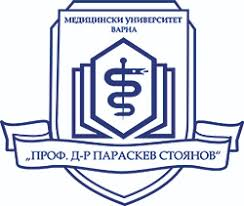 МЕДИЦИНСКИ УНИВЕРСИТЕТ
ВАРНА
„ПРОФ. Д-Р ПАРАСКЕВ СТОЯНОВ“